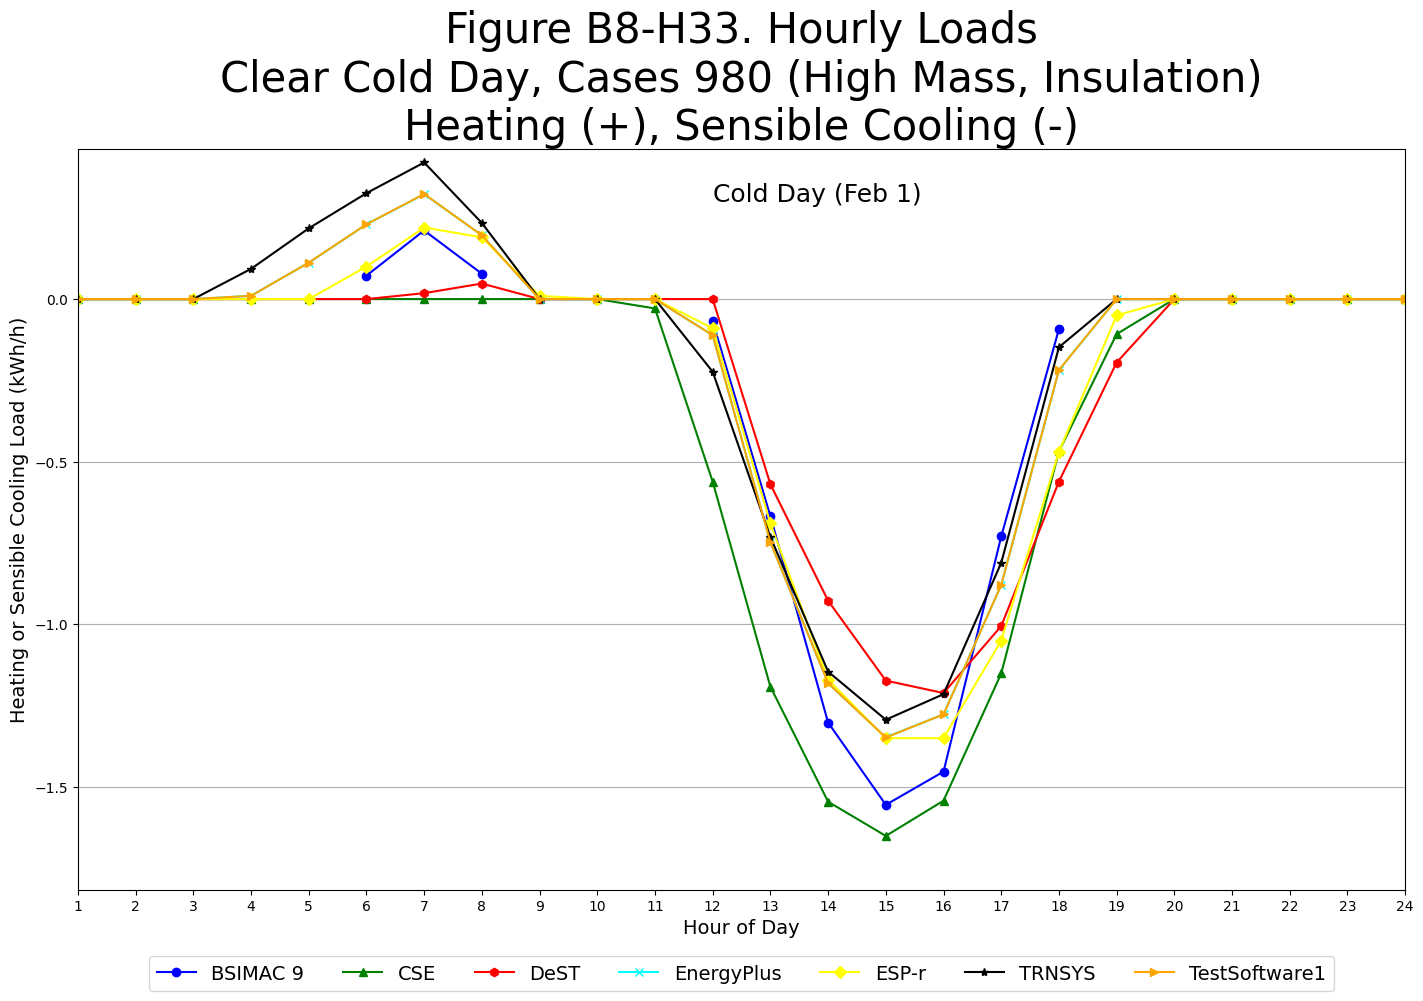 Figure B8-H33. Hourly Loads
Clear Cold Day, Cases 980 (High Mass, Insulation)
Heating (+), Sensible Cooling (-)
Cold Day (Feb 1)
Heating or Sensible Cooling Load (kWh/h)
0.0
−0.5
−1.0
−1.5
1 2 3 4 5 6 7 8 9 10 11 12 13 14 15 16 17 18 19 20 21 22 23 24
Hour of Day
BSIMAC 9 CSE DeST EnergyPlus ESP-r TRNSYS TestSoftware1